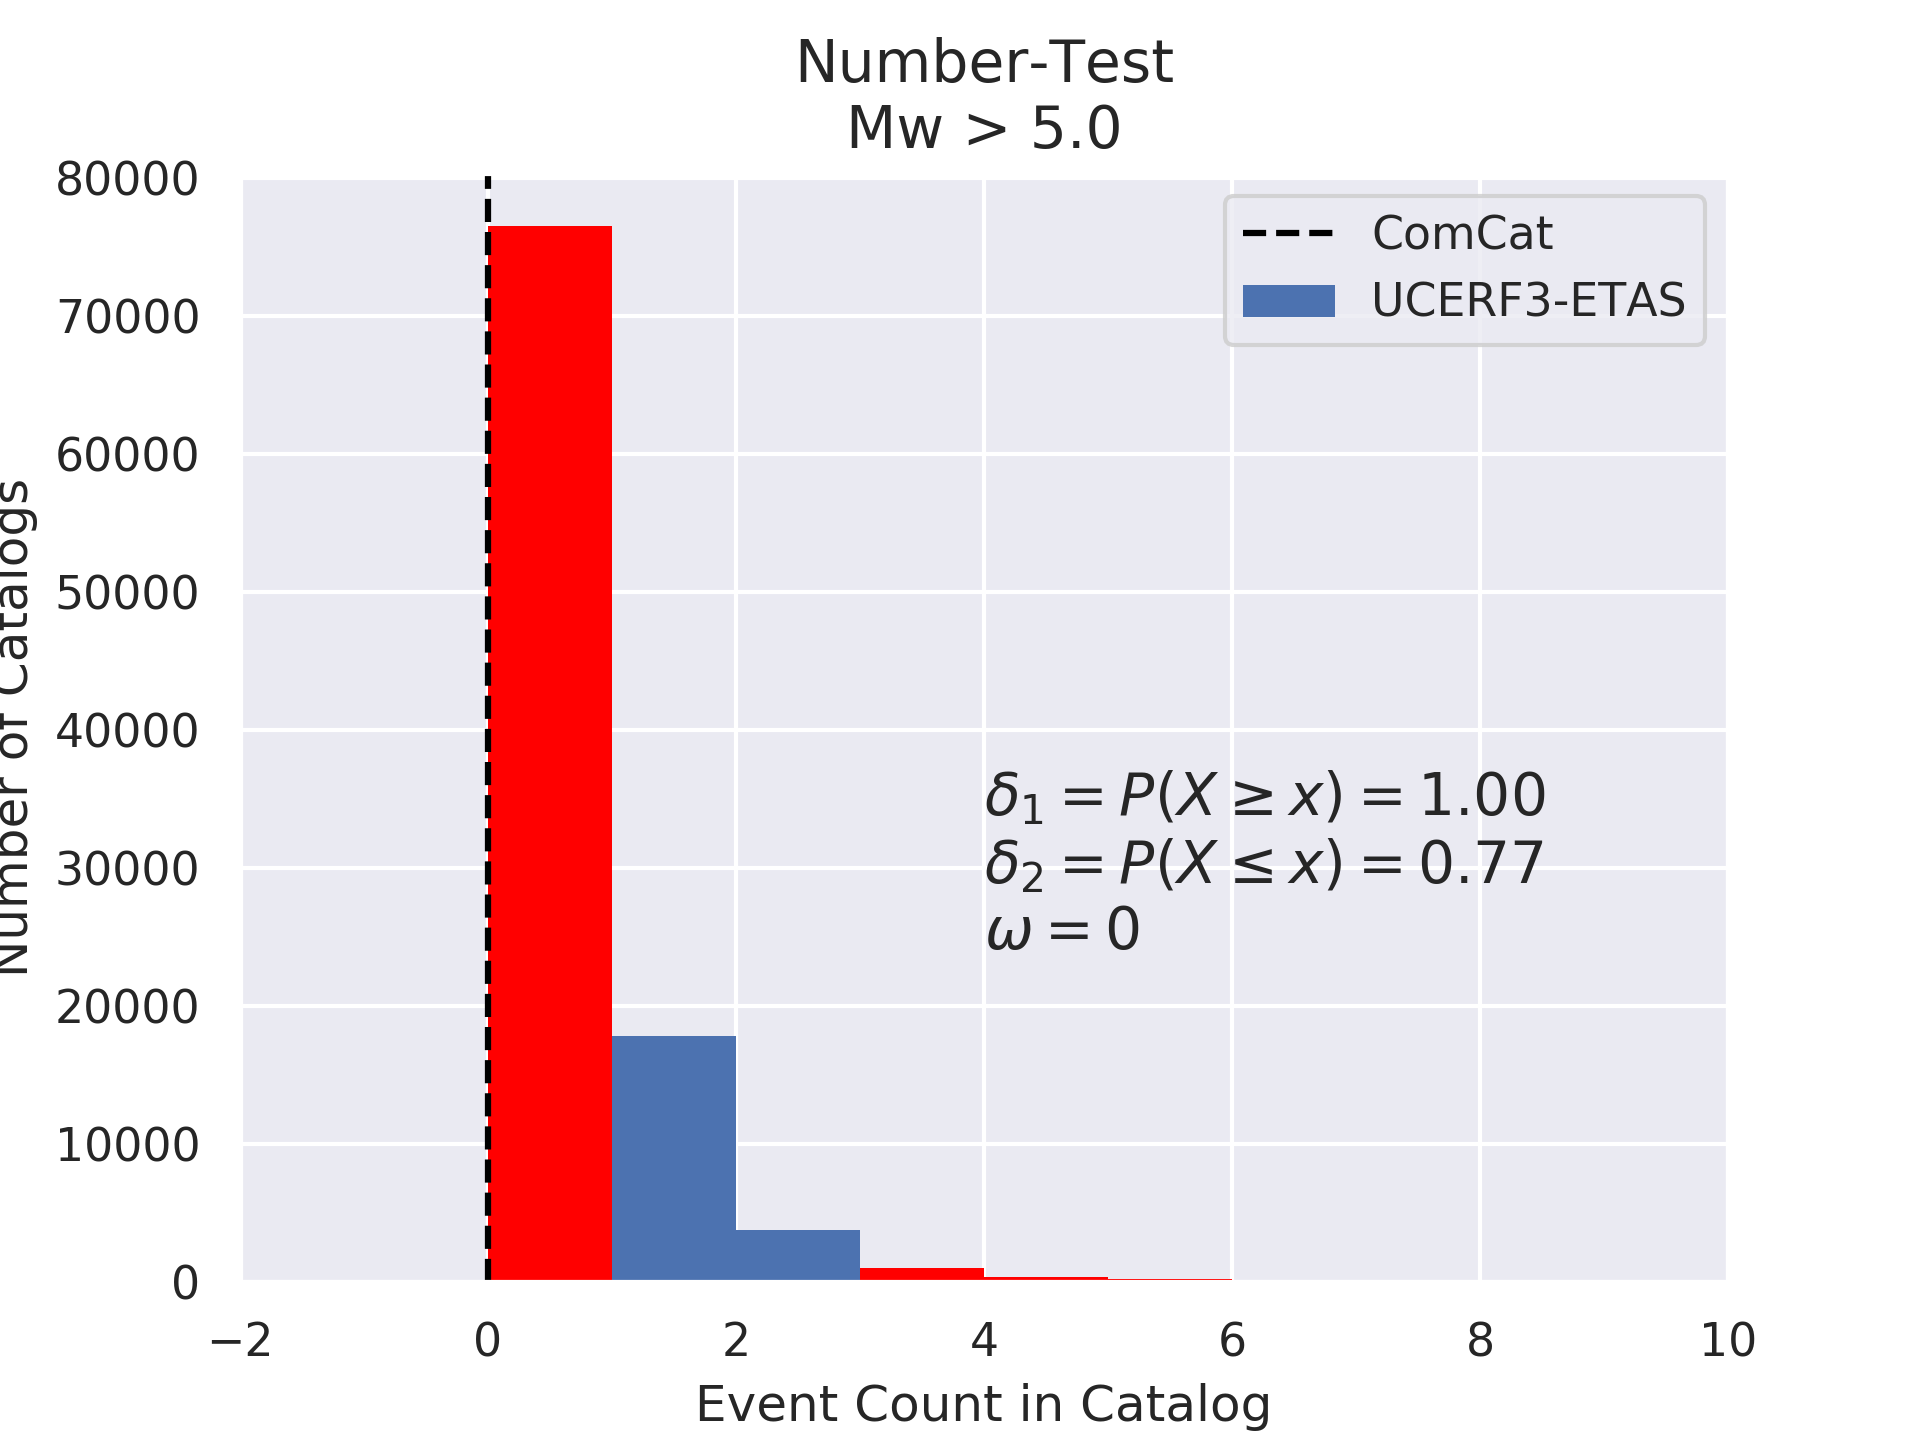 Number-Test
Mw > 5.0
80000
70000
60000
50000
40000
30000
20000
10000
0
Number of Catalogs
ComCat
UCERF3-ETAS
δ₁ = P(X ≥ x) = 1.00
δ₂ = P(X ≤ x) = 0.77
ω = 0
−2 0 2 4 6 8 10
Event Count in Catalog